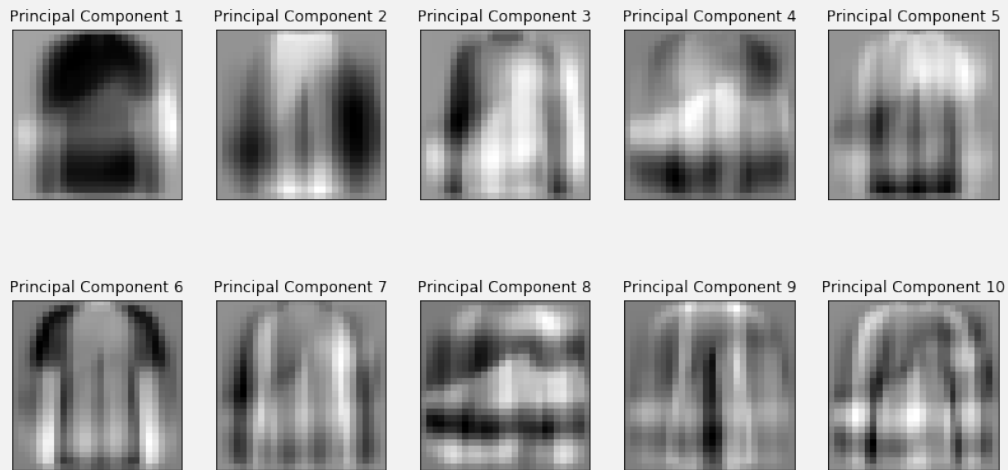 Principal Component 1
Principal Component 2
Principal Component 3
Principal Component 4
Principal Component 5
Principal Component 6
Principal Component 7
Principal Component 8
Principal Component 9
Principal Component 10